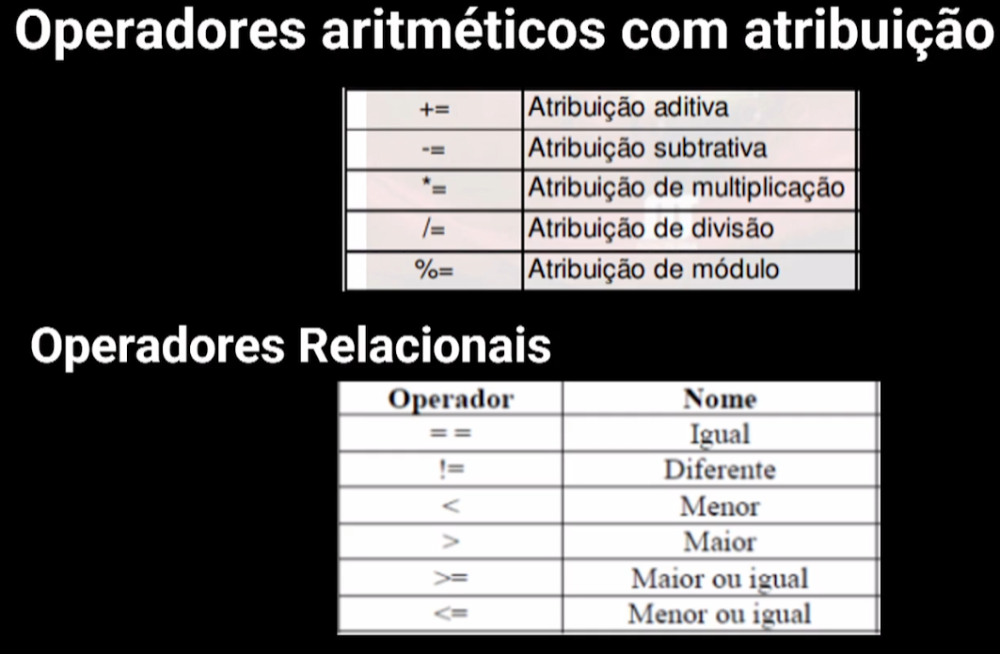 Operadores aritméticos com atribuição
+= Atribuição aditiva
-= Atribuição subtrativa
*= Atribuição de multiplicação
/= Atribuição de divisão
%= Atribuição de módulo
Operadores Relacionais
Operador Nome
= = Igual
!= Diferente
< Menor
> Maior
>= Maior ou igual
<= Menor ou igual